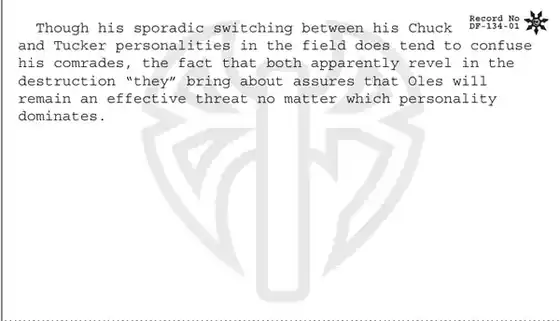 Record No
DF-134-01
Though his sporadic switching between his Chuck
and Tucker personalities in the field does tend to confuse
his comrades, the fact that both apparently revel in the
destruction “they” bring about assures that Oles will
remain an effective threat no matter which personality
dominates.